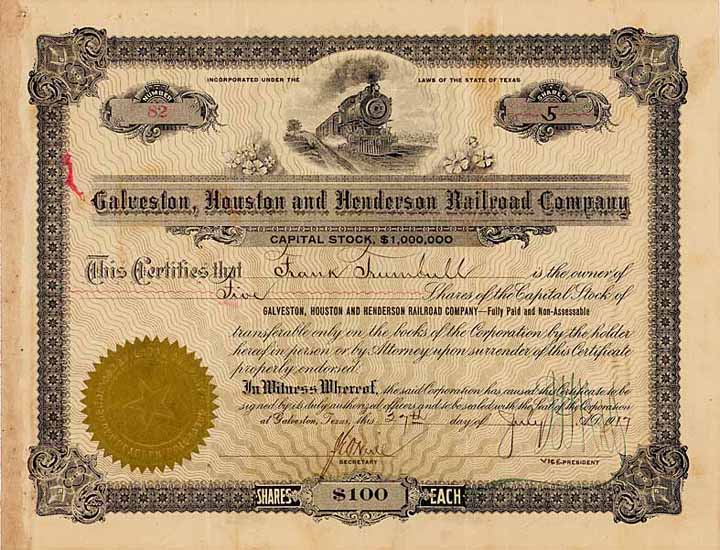 INCORPORATED UNDER THE LAWS OF THE STATE OF TEXAS
NUMBER
82
SHARES
5
Galveston, Houston and Henderson Railroad Company
CAPITAL STOCK, $1,000,000
This Certifies that Frank Trumbull is the owner of
Five Shares of the Capital Stock of
GALVESTON, HOUSTON AND HENDERSON RAILROAD COMPANY—Fully Paid and Non-Assessable
transferable only on the books of the Corporation by the holder
hereof in person or by Attorney upon surrender of this Certificate
properly endorsed.
In Witness Whereof, the said Corporation has caused this Certificate to be
signed by its duly authorized officers and to be sealed with the Seal of the Corporation
at Galveston, Texas, this 27th day of July A.D. 1917
SECRETARY
VICE-PRESIDENT
SHARES $100 EACH